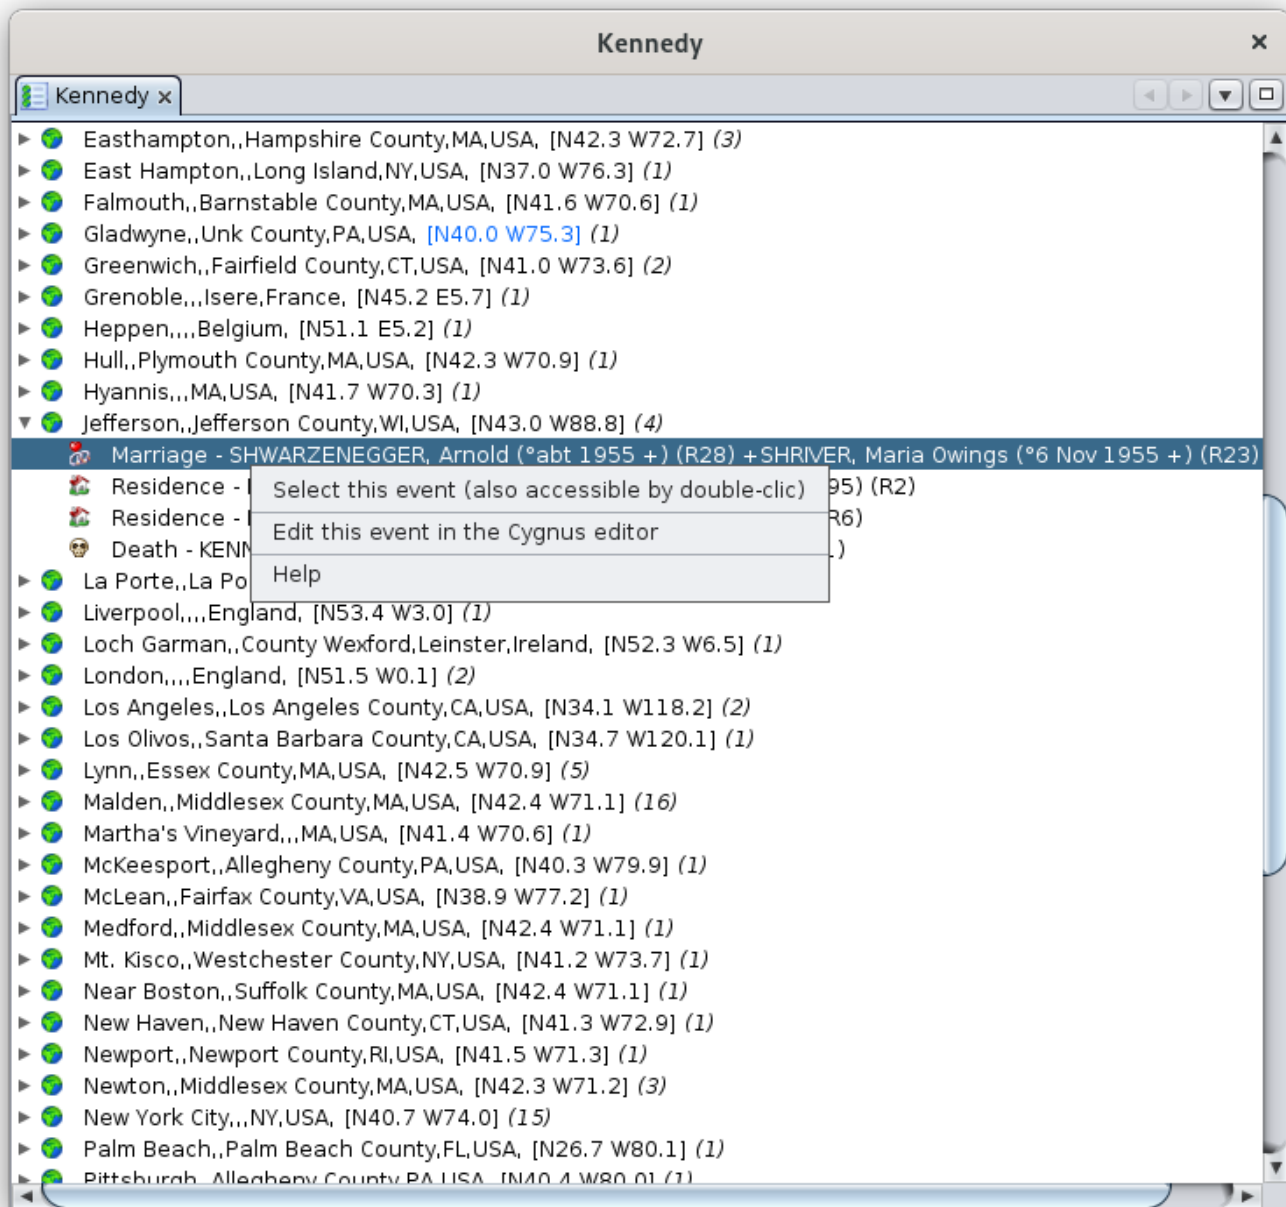 Kennedy
Kennedy
Easthampton,,Hampshire County,MA,USA, [N42.3 W72.7] (3)
East Hampton,,Long Island,NY,USA, [N37.0 W76.3] (1)
Falmouth,,Barnstable County,MA,USA, [N41.6 W70.6] (1)
Gladwyne,,Unk County,PA,USA, [N40.0 W75.3] (1)
Greenwich,,Fairfield County,CT,USA, [N41.0 W73.6] (2)
Grenoble,,,Isere,France, [N45.2 E5.7] (1)
Heppen,,,,Belgium, [N51.1 E5.2] (1)
Hull,,Plymouth County,MA,USA, [N42.3 W70.9] (1)
Hyannis,,,MA,USA, [N41.7 W70.3] (1)
Jefferson,,Jefferson County,WI,USA, [N43.0 W88.8] (4)
Marriage - SHWARZENEGGER, Arnold (°abt 1955 +) (R28) +SHRIVER, Maria Owings (°6 Nov 1955 +) (R23)
Select this event (also accessible by double-clic)
Edit this event in the Cygnus editor
Help
Residence - 95) (R2)
Residence - R6)
Death - KENN )
La Porte,,La Po
Liverpool,,,,England, [N53.4 W3.0] (1)
Loch Garman,,County Wexford,Leinster,Ireland, [N52.3 W6.5] (1)
London,,,,England, [N51.5 W0.1] (2)
Los Angeles,,Los Angeles County,CA,USA, [N34.1 W118.2] (2)
Los Olivos,,Santa Barbara County,CA,USA, [N34.7 W120.1] (1)
Lynn,,Essex County,MA,USA, [N42.5 W70.9] (5)
Malden,,Middlesex County,MA,USA, [N42.4 W71.1] (16)
Martha's Vineyard,,,MA,USA, [N41.4 W70.6] (1)
McKeesport,,Allegheny County,PA,USA, [N40.3 W79.9] (1)
McLean,,Fairfax County,VA,USA, [N38.9 W77.2] (1)
Medford,,Middlesex County,MA,USA, [N42.4 W71.1] (1)
Mt. Kisco,,Westchester County,NY,USA, [N41.2 W73.7] (1)
Near Boston,,Suffolk County,MA,USA, [N42.4 W71.1] (1)
New Haven,,New Haven County,CT,USA, [N41.3 W72.9] (1)
Newport,,Newport County,RI,USA, [N41.5 W71.3] (1)
Newton,,Middlesex County,MA,USA, [N42.3 W71.2] (3)
New York City,,,NY,USA, [N40.7 W74.0] (15)
Palm Beach,,Palm Beach County,FL,USA, [N26.7 W80.1] (1)
Pittsburgh,,Allegheny County,PA,USA, [N40.4 W80.0] (1)